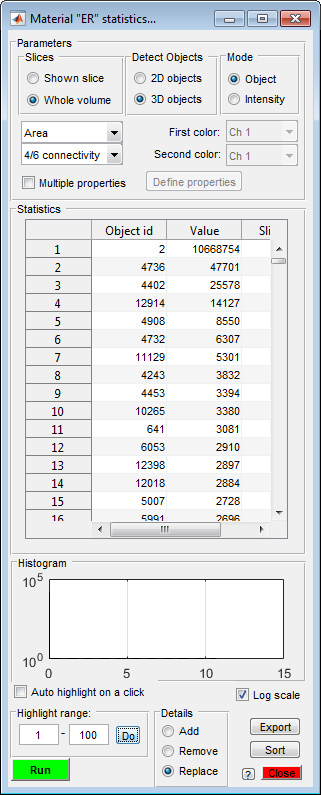 Material "ER" statistics...
Parameters
Slices
Detect Objects
Mode
Shown slice
2D objects
Object
Whole volume
3D objects
Intensity
Area
First color:
Ch 1
4/6 connectivity
Second color:
Ch 1
Multiple properties
Define properties
Statistics
Object id Value Sli
1 2 10668754
2 4736 47701
3 4402 25578
4 12914 14127
5 4908 8550
6 4732 6307
7 11129 5301
8 4243 3832
9 4453 3394
10 10265 3380
11 641 3081
12 6053 2910
13 12398 2897
14 12018 2884
15 5007 2728
16 5991 2696
Histogram
10^5
10^0
0 5 10 15
Auto highlight on a click
Log scale
Highlight range:
1 - 100 Do
Details
Add
Remove
Replace
Export
Sort
Run
?
Close